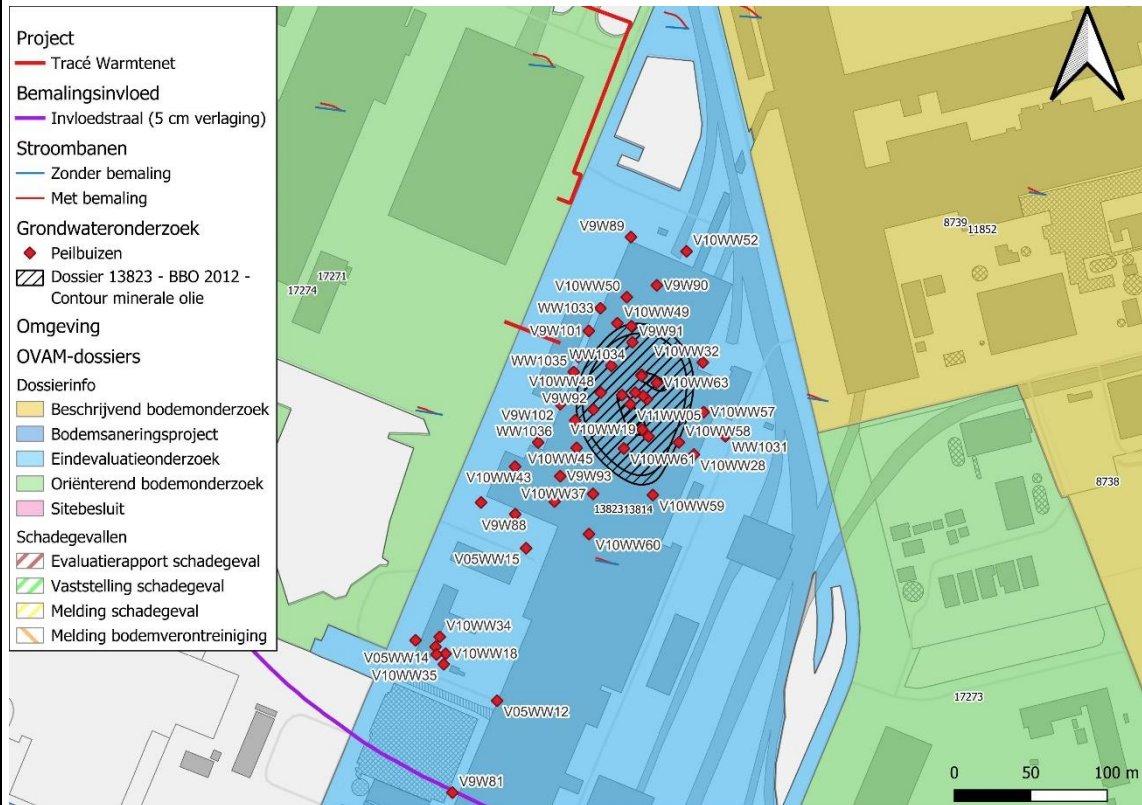 Project
Tracé Warmtenet
Bemalingsinvloed
Invloedstraal (5 cm verlaging)
Stroombanen
Zonder bemaling
Met bemaling
Grondwateronderzoek
Peilbuizen
Dossier 13823 - BBO 2012 -
Contour minerale olie
Omgeving
OVAM-dossiers
Dossierinfo
Beschrijvend bodemonderzoek
Bodemsaneringsproject
Eindevaluatieonderzoek
Oriënterend bodemonderzoek
Sitebesluit
Schadegevallen
Evaluatierapport schadegeval
Vaststelling schadegeval
Melding schadegeval
Melding bodemverontreiniging
8739
11852
V9W89
V10WW52
17271
17274
V10WW50
V9W90
WW1033
V10WW49
V9W101
V9W91
WW1034
V10WW32
WW1035
V10WW48
V10WW63
V9W92
V9W102
V11WW05
V10WW57
WW1036
V10WW19
V10WW58
WW1031
V10WW45
V10WW61
V10WW28
V10WW43
V9W93
8738
V10WW37
13823
13814
V10WW59
V9W88
V10WW60
V05WW15
V10WW34
V05WW14
V10WW18
V10WW35
V05WW12
17273
V9W81
0 50 100 m